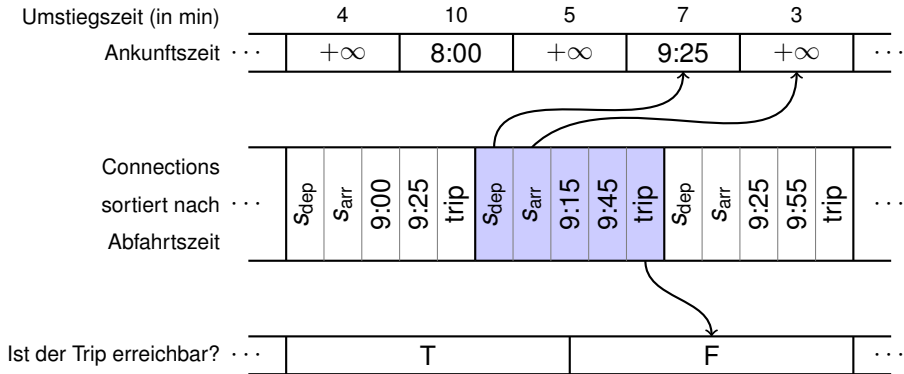 Umstiegszeit (in min) 4 10 5 7 3
Ankunftszeit ··· +∞ 8:00 +∞ 9:25 +∞ ···
Connections
sortiert nach ···
Abfahrtszeit
s_dep s_arr 9:00 9:25 trip s_dep s_arr 9:15 9:45 trip s_dep s_arr 9:25 9:55 trip ···
Ist der Trip erreichbar? ··· T F ···